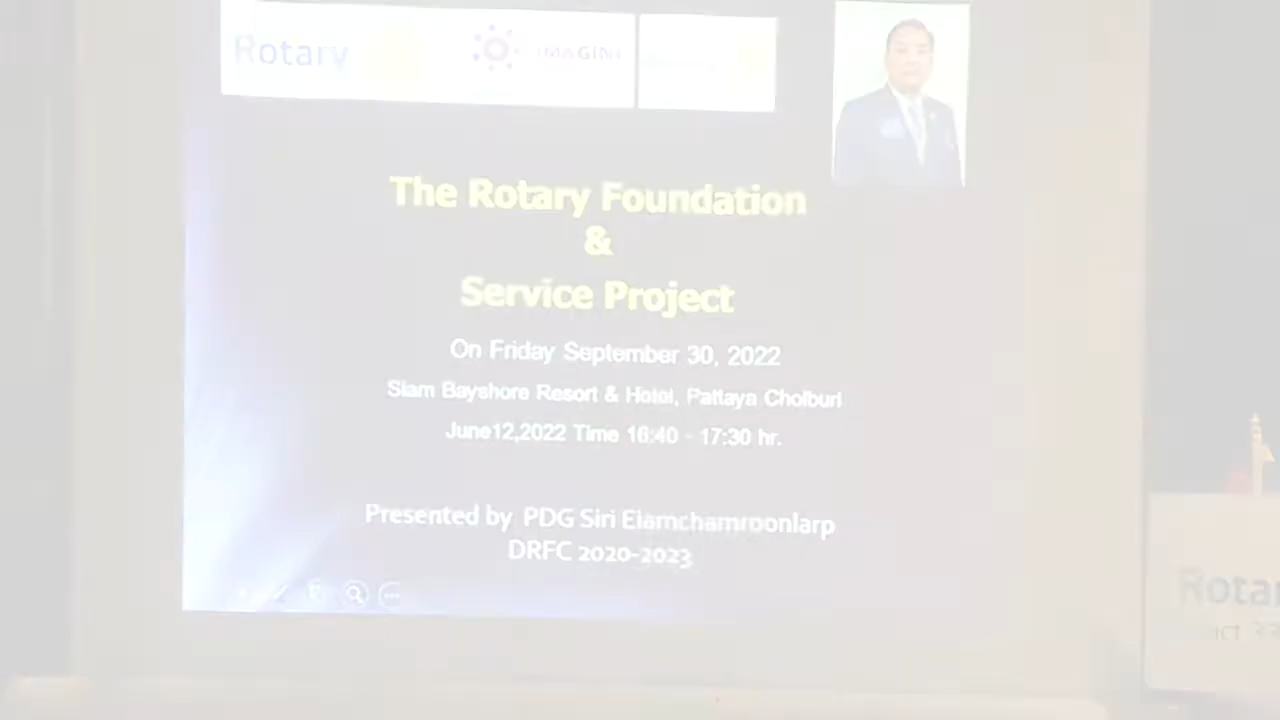 Rotary
IMAGINE
The Rotary Foundation
&
Service Project
On Friday September 30, 2022
Siam Bayshore Resort & Hotel, Pattaya Cholburi
June12,2022 Time 16:40 - 17:30 hr.
Presented by PDG Siri Eiamchamroonlarp
DRFC 2020-2023
Rota